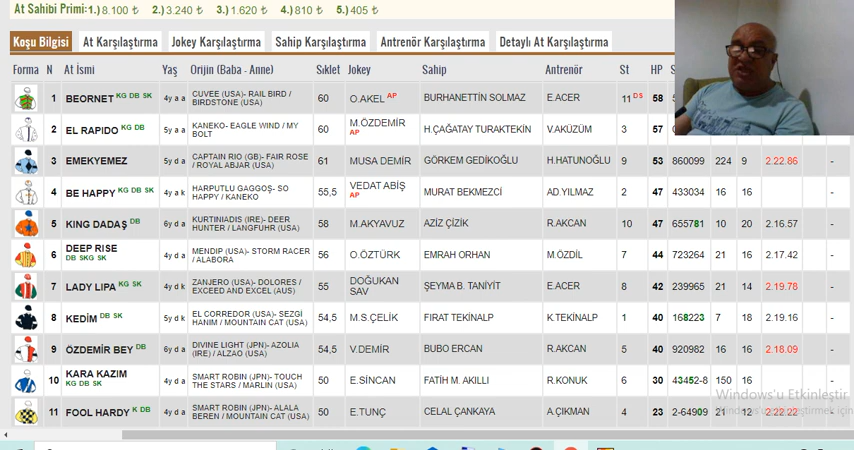 At Sahibi Primi: 1.) 8.100 ₺ 2.) 3.240 ₺ 3.) 1.620 ₺ 4.) 810 ₺ 5.) 405 ₺
Koşu Bilgisi At Karşılaştırma Jokey Karşılaştırma Sahip Karşılaştırma Antrenör Karşılaştırma Detaylı At Karşılaştırma
Forma N At İsmi Yaş Orijin (Baba - Anne) Sıklet Jokey Sahip Antrenör St HP
1 BEORNET KG DB SK 4y a a CUVEE (USA)- RAIL BIRD / BIRDSTONE (USA) 60 O.AKEL AP BURHANETTİN SOLMAZ E.ACER 11 DS 58
2 EL RAPIDO KG DB 5y a a KANEKO- EAGLE WIND / MY BOLT 60 M.ÖZDEMİR AP H.ÇAĞATAY TURAKTEKİN V.AKÜZÜM 3 57
3 EMEKYEMEZ 5y d a CAPTAIN RIO (GB)- FAIR ROSE / ROYAL ABJAR (USA) 61 MUSA DEMİR GÖRKEM GEDİKOĞLU H.HATUNOĞLU 9 53 860099 224 9 2.22.86 -
4 BE HAPPY KG DB SK 4y a k HARPUTLU GAGGOŞ- SO HAPPY / KANEKO 55,5 VEDAT ABİŞ AP MURAT BEKMEZCİ AD.YILMAZ 2 47 433034 16 16 -
5 KING DADAŞ DB 6y d a KURTINIADIS (IRE)- DEER HUNTER / LANGFUHR (USA) 58 M.AKYAVUZ AZİZ ÇİZİK R.AKCAN 10 47 655781 10 20 2.16.57 -
6 DEEP RISE DB SKG SK 4y d a MENDIP (USA)- STORM RACER / ALABORA 56 O.ÖZTÜRK EMRAH ORHAN M.ÖZDİL 7 44 723264 21 16 2.17.42 -
7 LADY LIPA KG SK 4y d k ZANJERO (USA)- DOLORES / EXCEED AND EXCEL (AUS) 55 DOĞUKAN SAV ŞEYMA B. TANİYİT E.ACER 8 42 239965 21 14 2.19.78 -
8 KEDİM DB SK 5y d k EL CORREDOR (USA)- SEZGİ HANIM / MOUNTAIN CAT (USA) 54,5 M.S.ÇELİK FIRAT TEKİNALP K.TEKİNALP 1 40 168223 7 18 2.19.16 -
9 ÖZDEMİR BEY DB 6y d a DIVINE LIGHT (JPN)- AZOLIA (IRE) / ALZAO (USA) 54,5 V.DEMİR BUBO ERCAN R.AKCAN 5 40 920982 16 16 2.18.09 -
10 KARA KAZIM KG DB SK 4y d a SMART ROBIN (JPN)- TOUCH THE STARS / MARLIN (USA) 50 E.SİNCAN FATİH M. AKILLI R.KONUK 6 30 43452-8 150 16
Windows'u Etkinleştir
11 FOOL HARDY K DB 4y d a SMART ROBIN (JPN)- ALALA BEREN / MOUNTAIN CAT (USA) 50 E.TUNÇ CELAL ÇANKAYA A.ÇIKMAN 4 23 2-64909 21 12 2.22.22 -